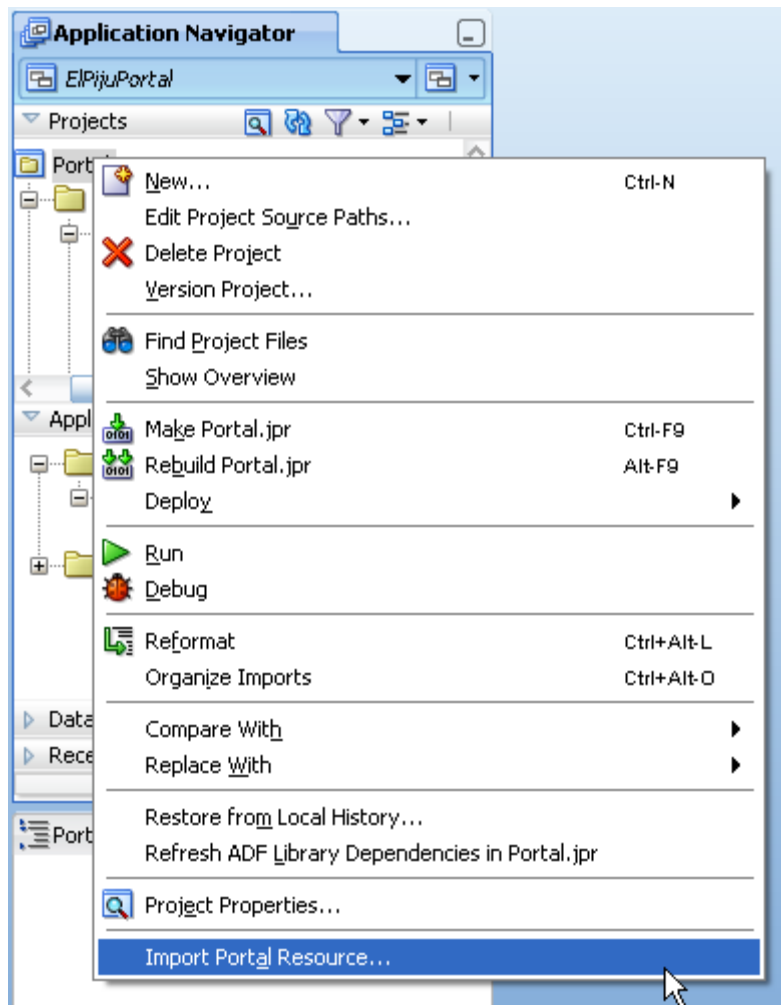 Application Navigator
ElPijuPortal
Projects
Port
New... Ctrl-N
Edit Project Source Paths...
Delete Project
Version Project...
Find Project Files
Show Overview
Appl
Make Portal.jpr Ctrl-F9
Rebuild Portal.jpr Alt-F9
Deploy
Run
Debug
Reformat Ctrl+Alt-L
Organize Imports Ctrl+Alt-O
Data
Compare With
Rece
Replace With
Restore from Local History...
Port
Refresh ADF Library Dependencies in Portal.jpr
Project Properties...
Import Portal Resource...